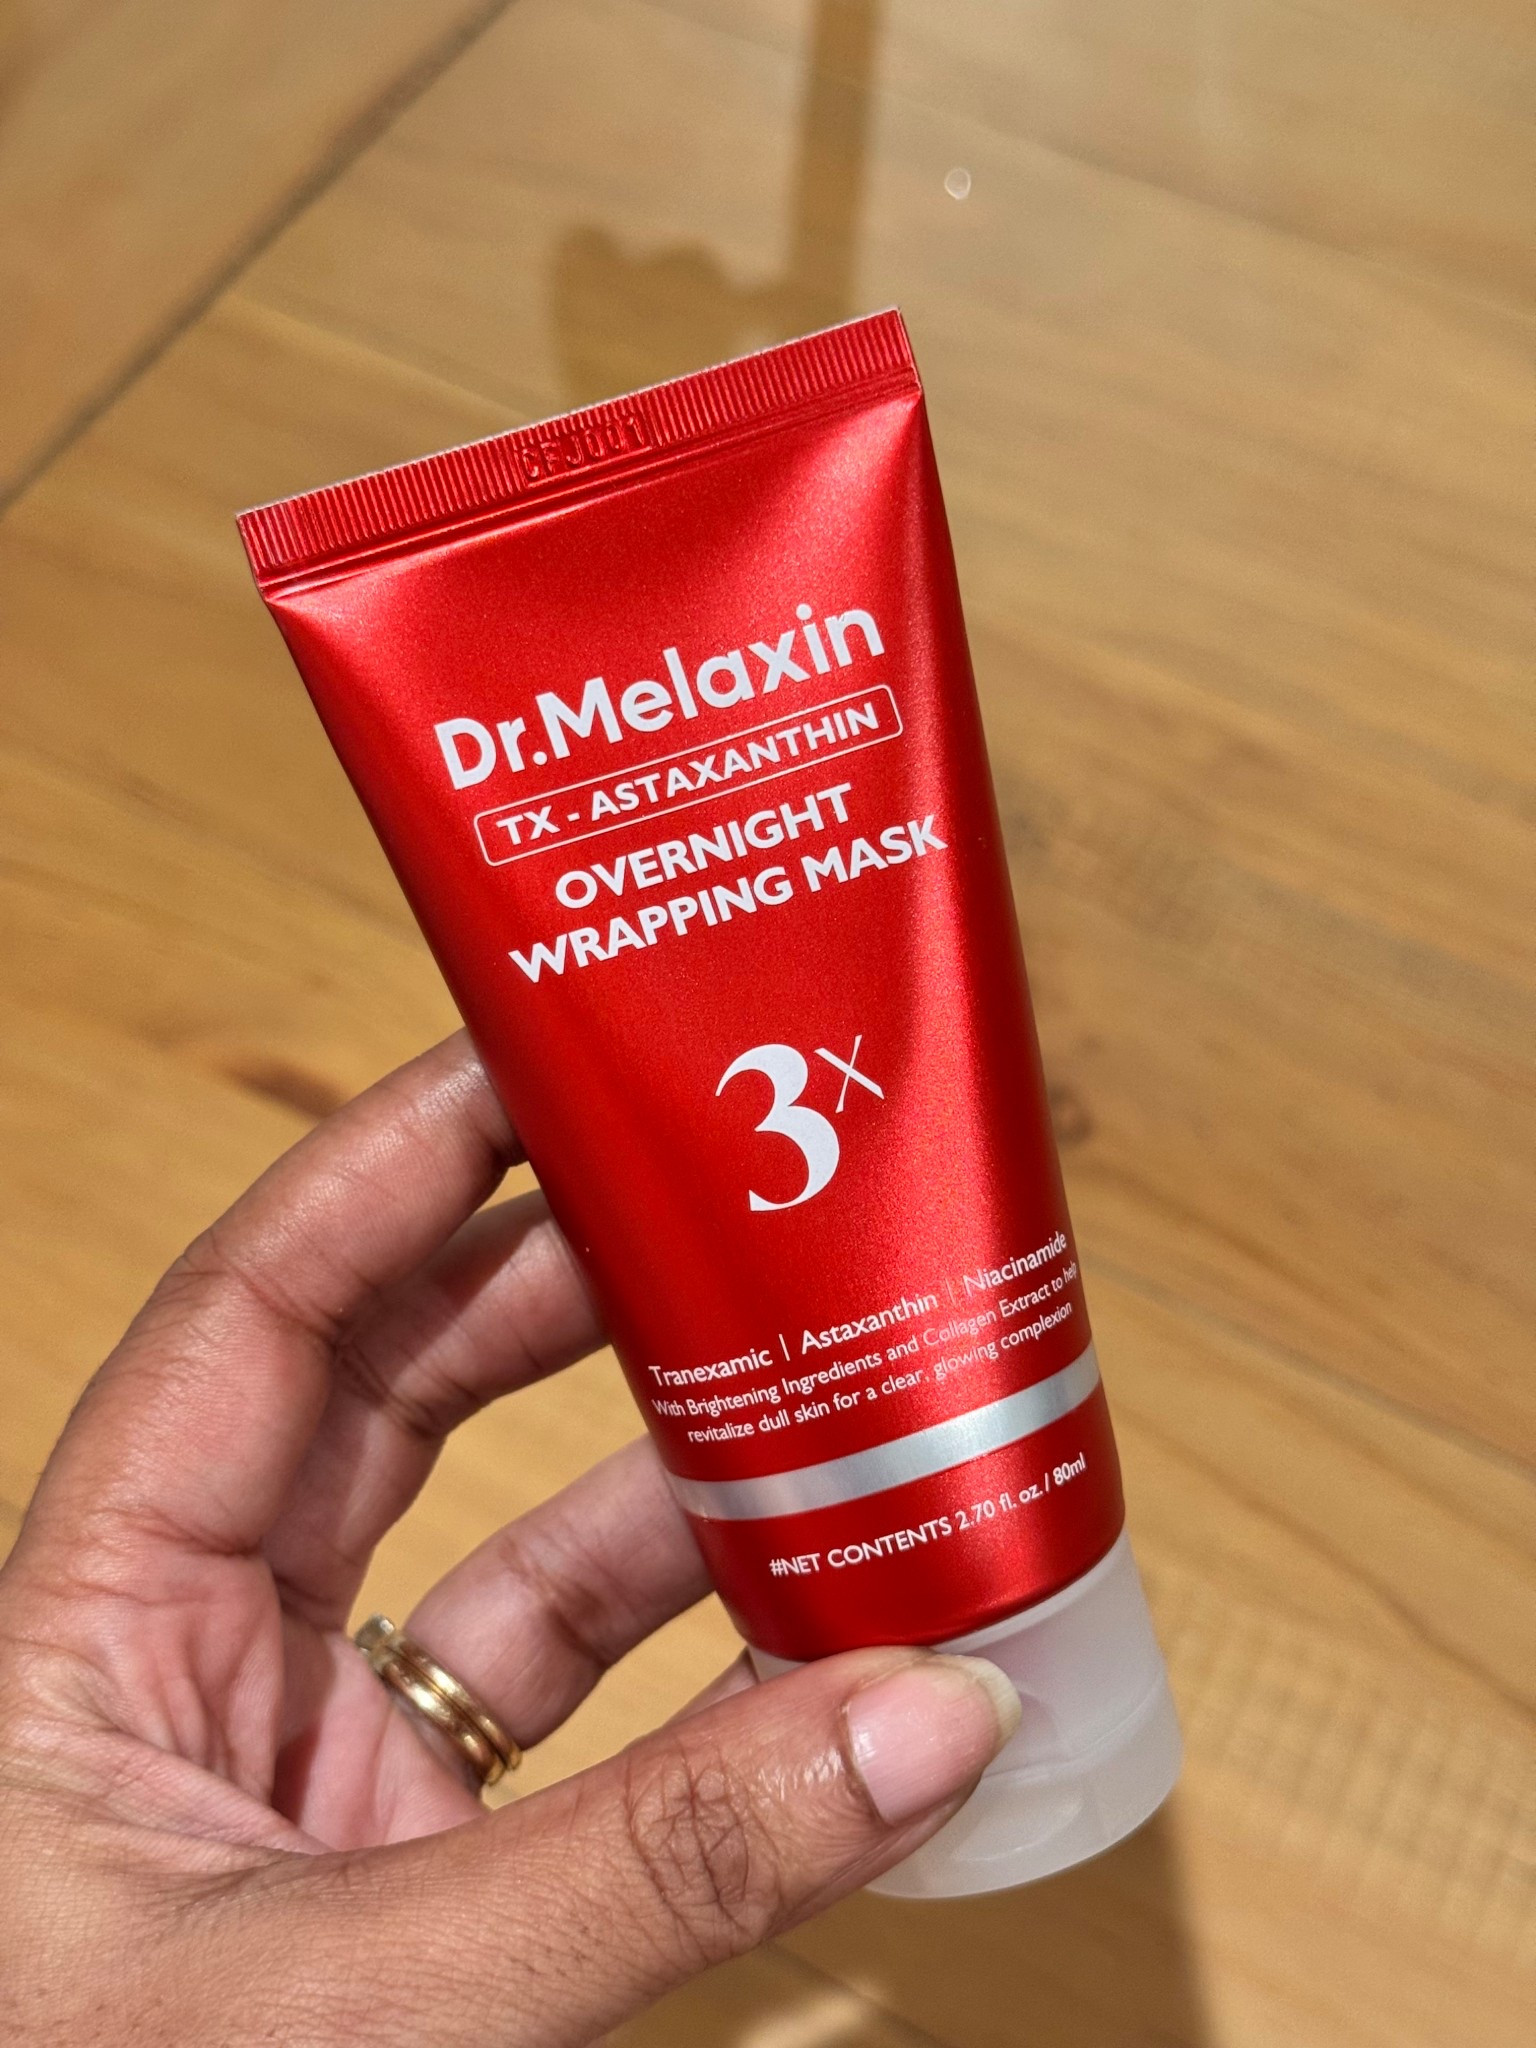 Dr.Melaxin
TX - ASTAXANTHIN
OVERNIGHT
WRAPPING MASK
3X
Tranexamic | Astaxanthin | Niacinamide
With Brightening Ingredients and Collagen Extract to help
revitalize dull skin for a clear, glowing complexion
#NET CONTENTS 2.70 fl. oz. / 80ml